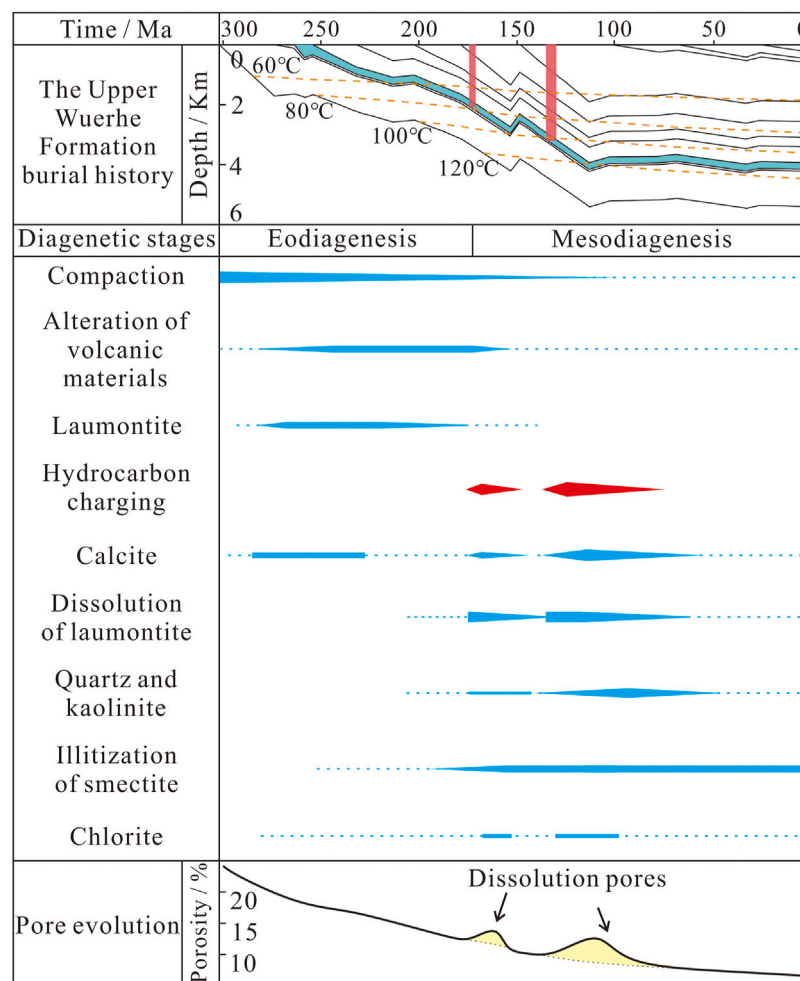 Time / Ma
300 250 200 150 100 50 0
The Upper
Wuerhe
Formation
burial history
Depth / Km
0
2
4
6
60℃
80℃
100℃
120℃
Diagenetic stages
Eodiagenesis
Mesodiagenesis
Compaction
Alteration of
volcanic
materials
Laumontite
Hydrocarbon
charging
Calcite
Dissolution
of laumontite
Quartz and
kaolinite
Illitization
of smectite
Chlorite
Pore evolution
Porosity / %
20
15
10
Dissolution pores